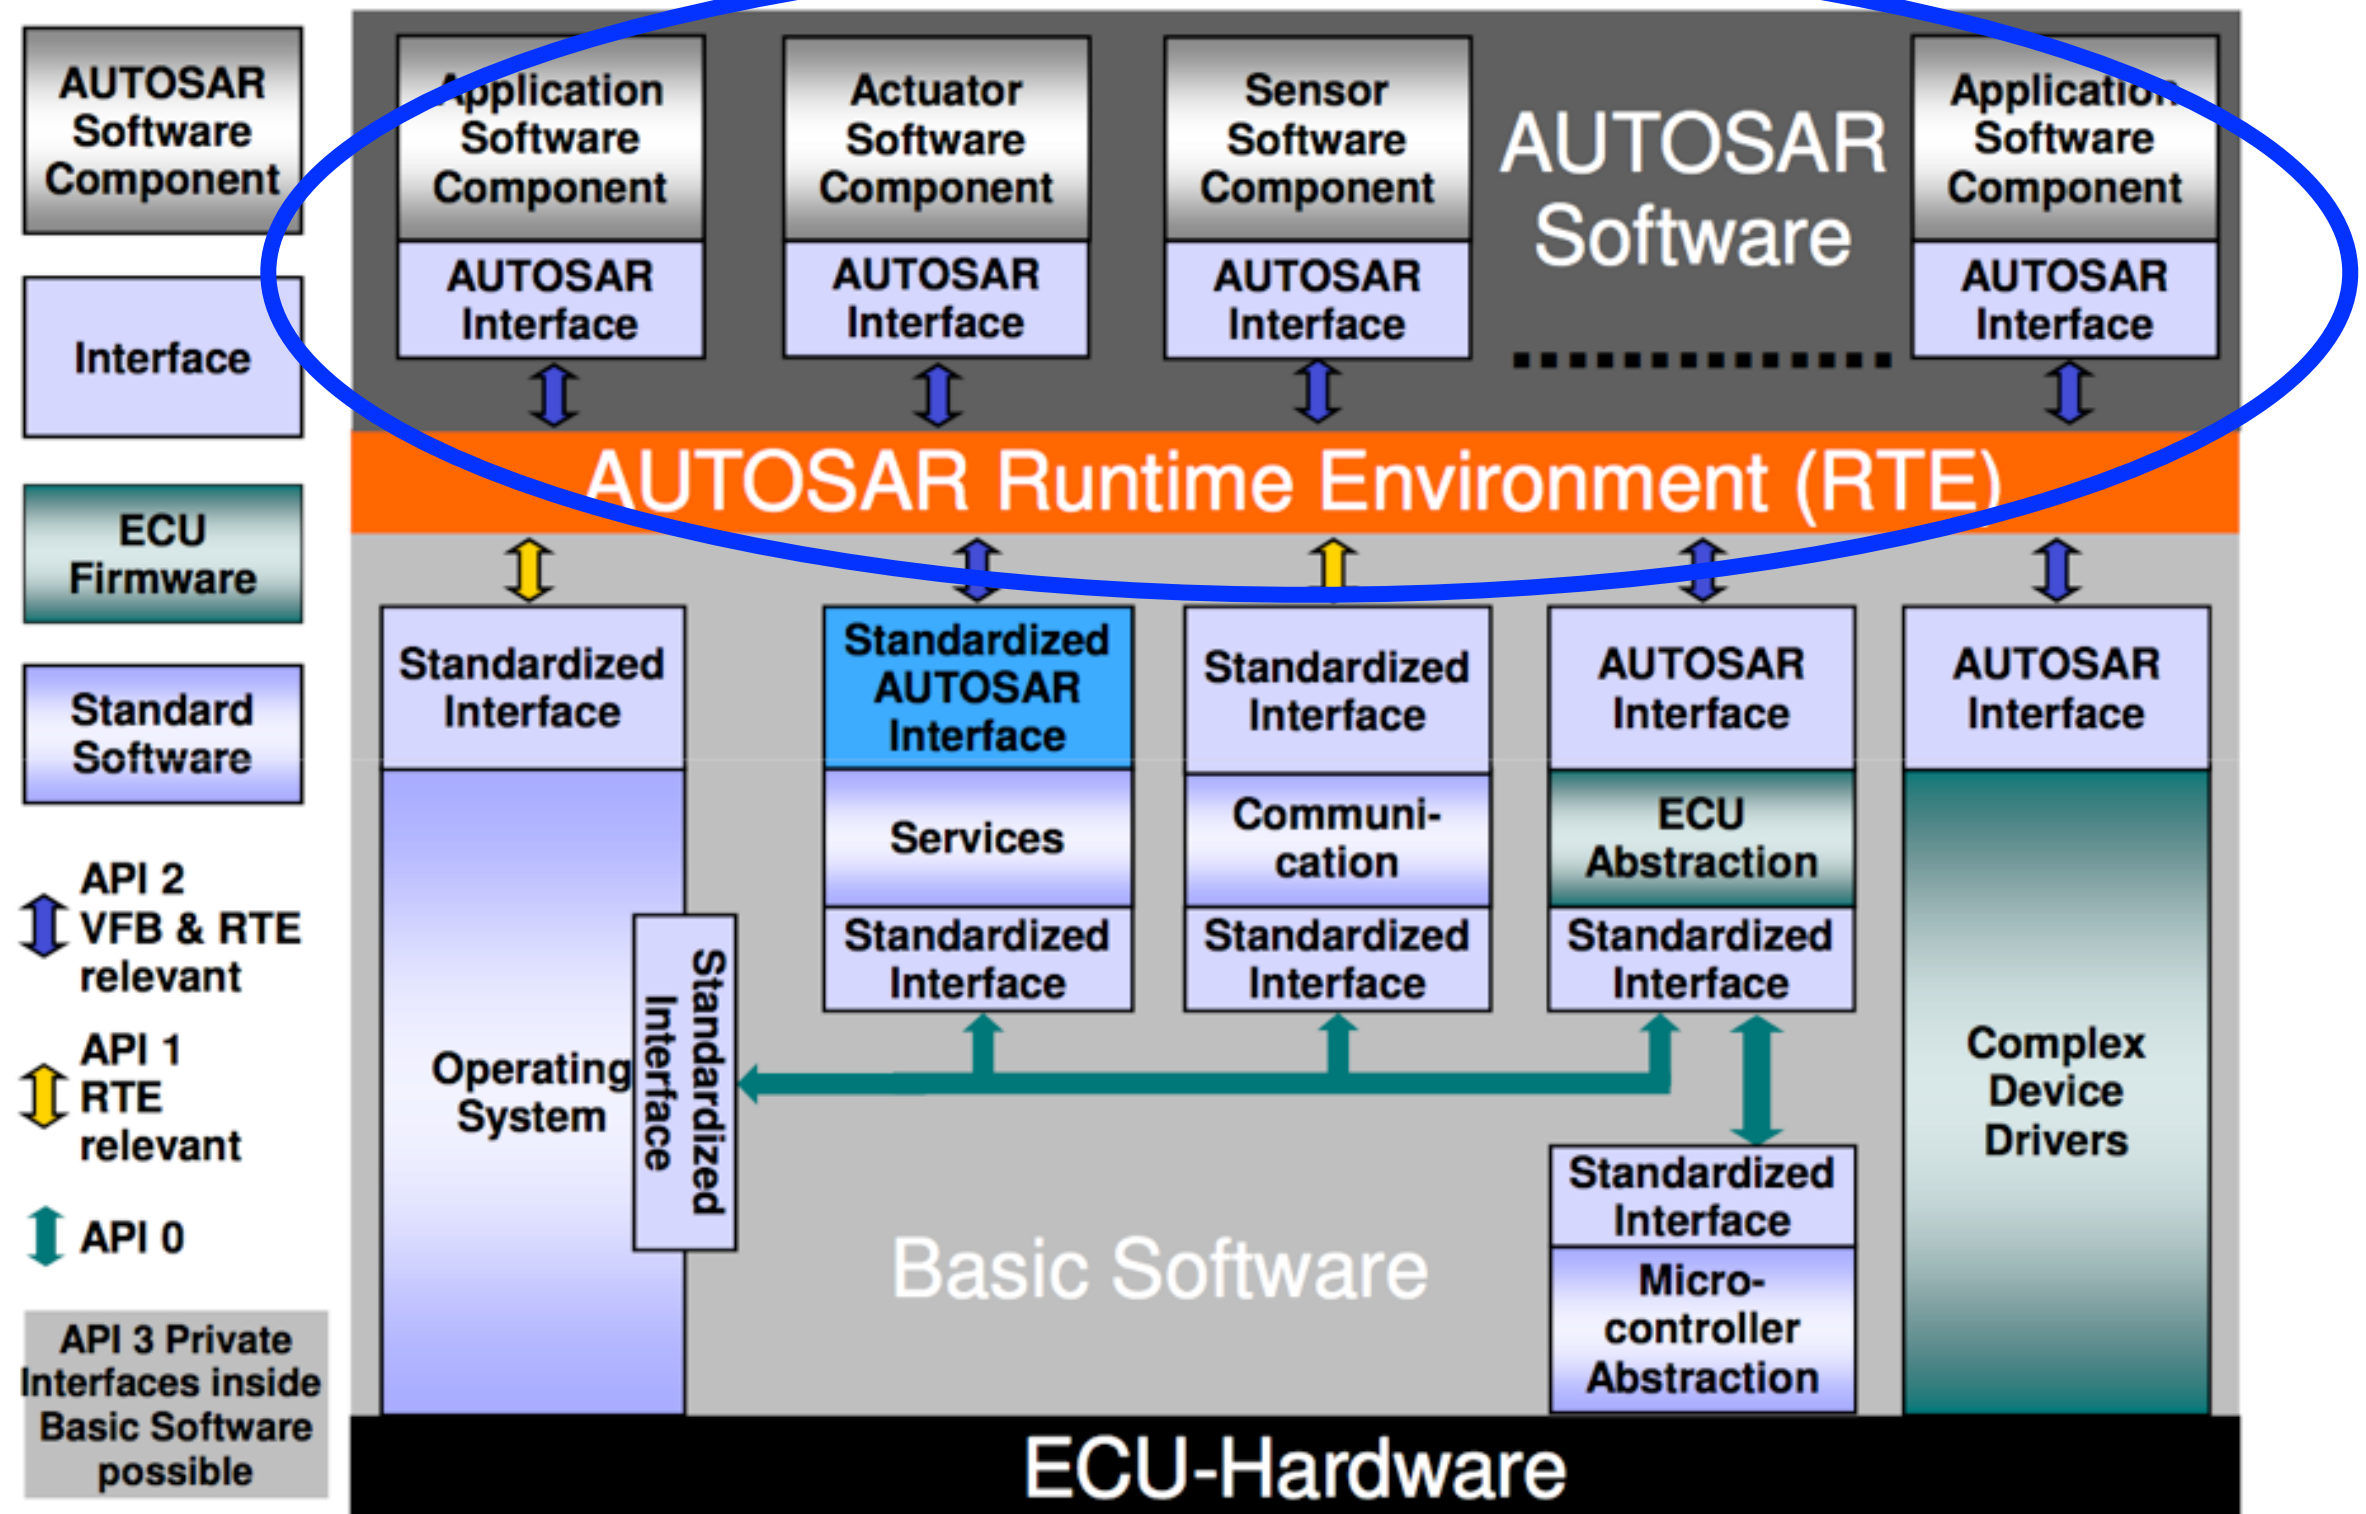 AUTOSAR
Software
Component
Interface
ECU
Firmware
Standard
Software
API 2
VFB & RTE
relevant
API 1
RTE
relevant
API 0
API 3 Private
Interfaces inside
Basic Software
possible
Application
Software
Component
AUTOSAR
Interface
Actuator
Software
Component
AUTOSAR
Interface
Sensor
Software
Component
AUTOSAR
Interface
AUTOSAR
Software
Application
Software
Component
AUTOSAR
Interface
AUTOSAR Runtime Environment (RTE)
Standardized
Interface
Operating
System
Standardized
Interface
Standardized
AUTOSAR
Interface
Services
Standardized
Interface
Standardized
Interface
Communi-
cation
Standardized
Interface
AUTOSAR
Interface
ECU
Abstraction
Standardized
Interface
Standardized
Interface
Micro-
controller
Abstraction
AUTOSAR
Interface
Complex
Device
Drivers
Basic Software
ECU-Hardware